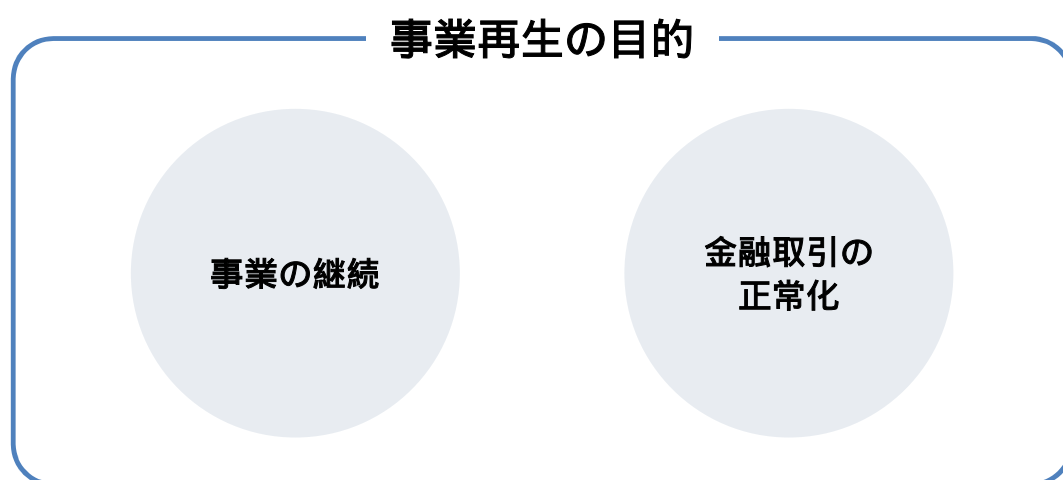 事業再生の目的
事業の継続
金融取引の
正常化